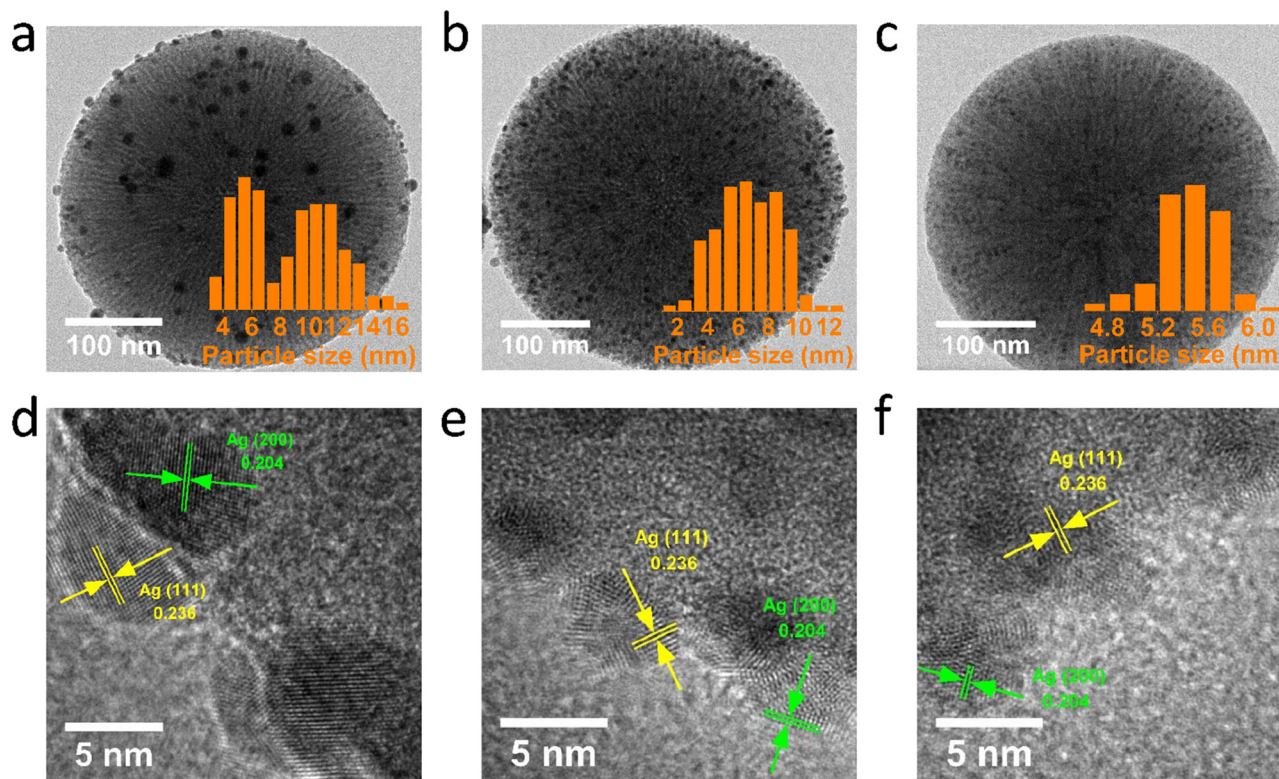 a
b
c
4 6 8 10 12 14 16
Particle size (nm)
100 nm
2 4 6 8 10 12
Particle size (nm)
100 nm
4.8 5.2 5.6 6.0
Particle size (nm)
100 nm
d
e
f
Ag (200)
0.204
Ag (111)
0.236
5 nm
Ag (111)
0.236
Ag (200)
0.204
5 nm
Ag (111)
0.236
Ag (200)
0.204
5 nm